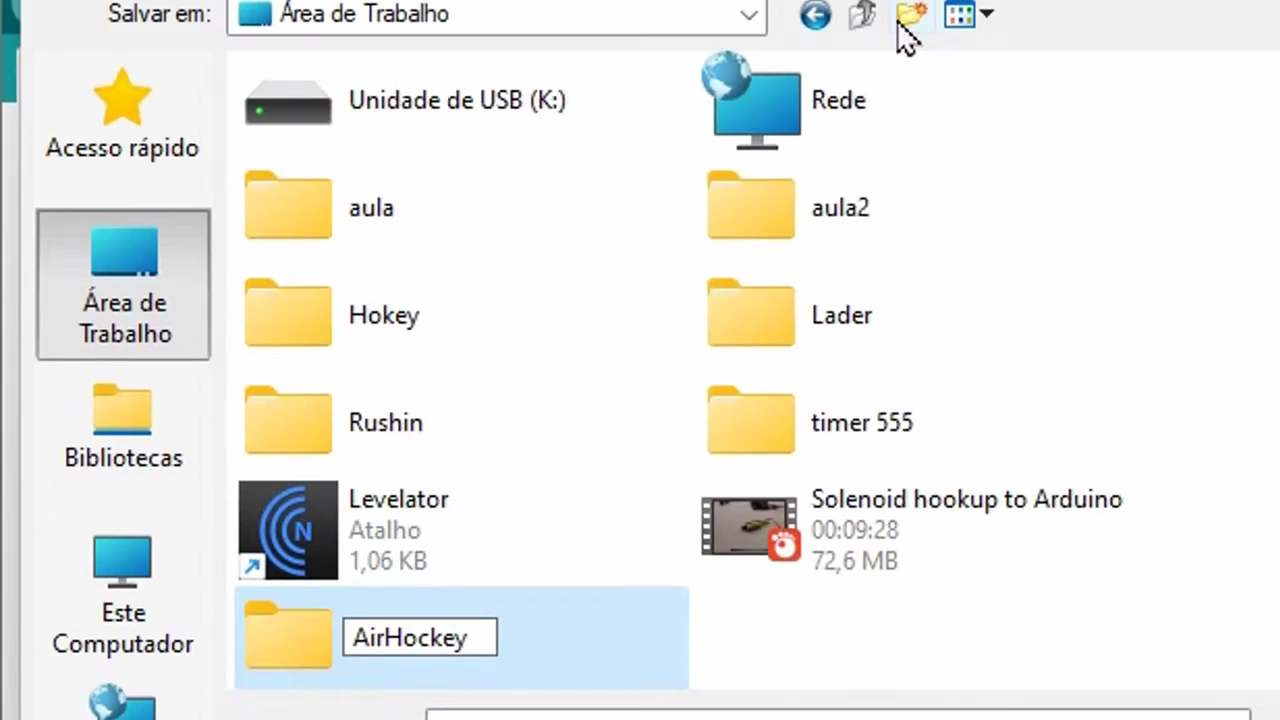 Salvar em:
Área de Trabalho
Acesso rápido
Área de
Trabalho
Bibliotecas
Este
Computador
Unidade de USB (K:)
Rede
aula
aula2
Hokey
Lader
Rushin
timer 555
Levelator
Atalho
1,06 KB
Solenoid hookup to Arduino
00:09:28
72,6 MB
AirHockey